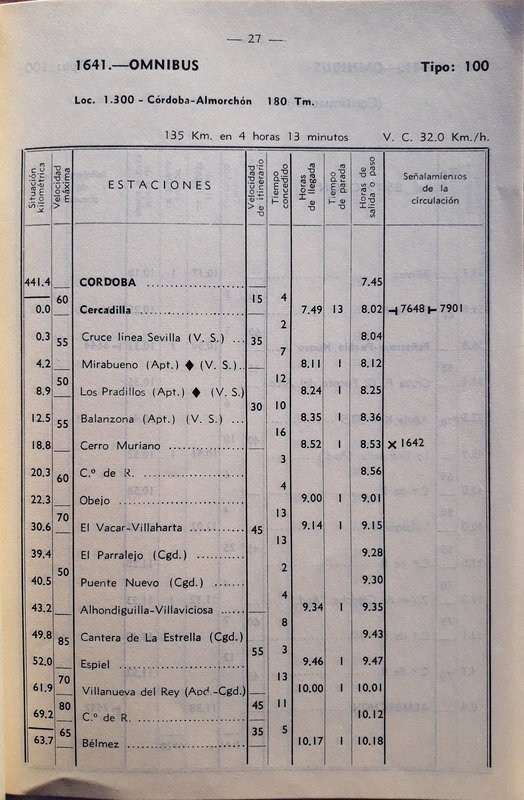 — 27 —
1641.—OMNIBUS Tipo: 100
Loc. 1.300 - Córdoba-Almorchón 180 Tm.
135 Km. en 4 horas 13 minutos V. C. 32.0 Km./h.
Situación kilométrica Velocidad máxima ESTACIONES Velocidad de itinerario Tiempo concedido Horas de llegada Tiempo de parada Horas de salida o paso Señalamientos de la circulación
441.4 CORDOBA 7.45
60 15 4
0,0 Cercadilla 7.49 13 8.02 7648 7901
2
0.3 55 Cruce línea Sevilla (V. S.) 35 8.04
7
4,2 Mirabueno (Apt.) ♦ (V. S.) 8.11 1 8.12
50 12
8,9 Los Pradillos (Apt.) ♦ (V. S.) 8.24 1 8.25
30 10
12.5 55 Balanzona (Apt.) (V. S.) 8.35 1 8.36
16
18,8 Cerro Muriano 8.52 1 8.53 × 1642
3
20,3 60 C.º de R. 8.56
4
22,3 Obejo 9,00 1 9.01
70 13
30,6 El Vacar-Villaharta 45 9.14 1 9.15
13
39.4 El Parralejo (Cgd.) 9.28
50 2
40,5 Puente Nuevo (Cgd.) 9.30
4
43,2 Alhondiguilla-Villaviciosa 9.34 1 9.35
8
49,8 85 Cantera de La Estrella (Cgd.) 9.43
55 3
52,0 Espiel 9.46 1 9.47
70 13
61,9 Villanueva del Rey (Apd.-Cgd.) 10,00 1 10.01
80 45 11
69,2 C.º de R. 10.12
65 35 5
63,7 Bélmez 10,17 1 10.18